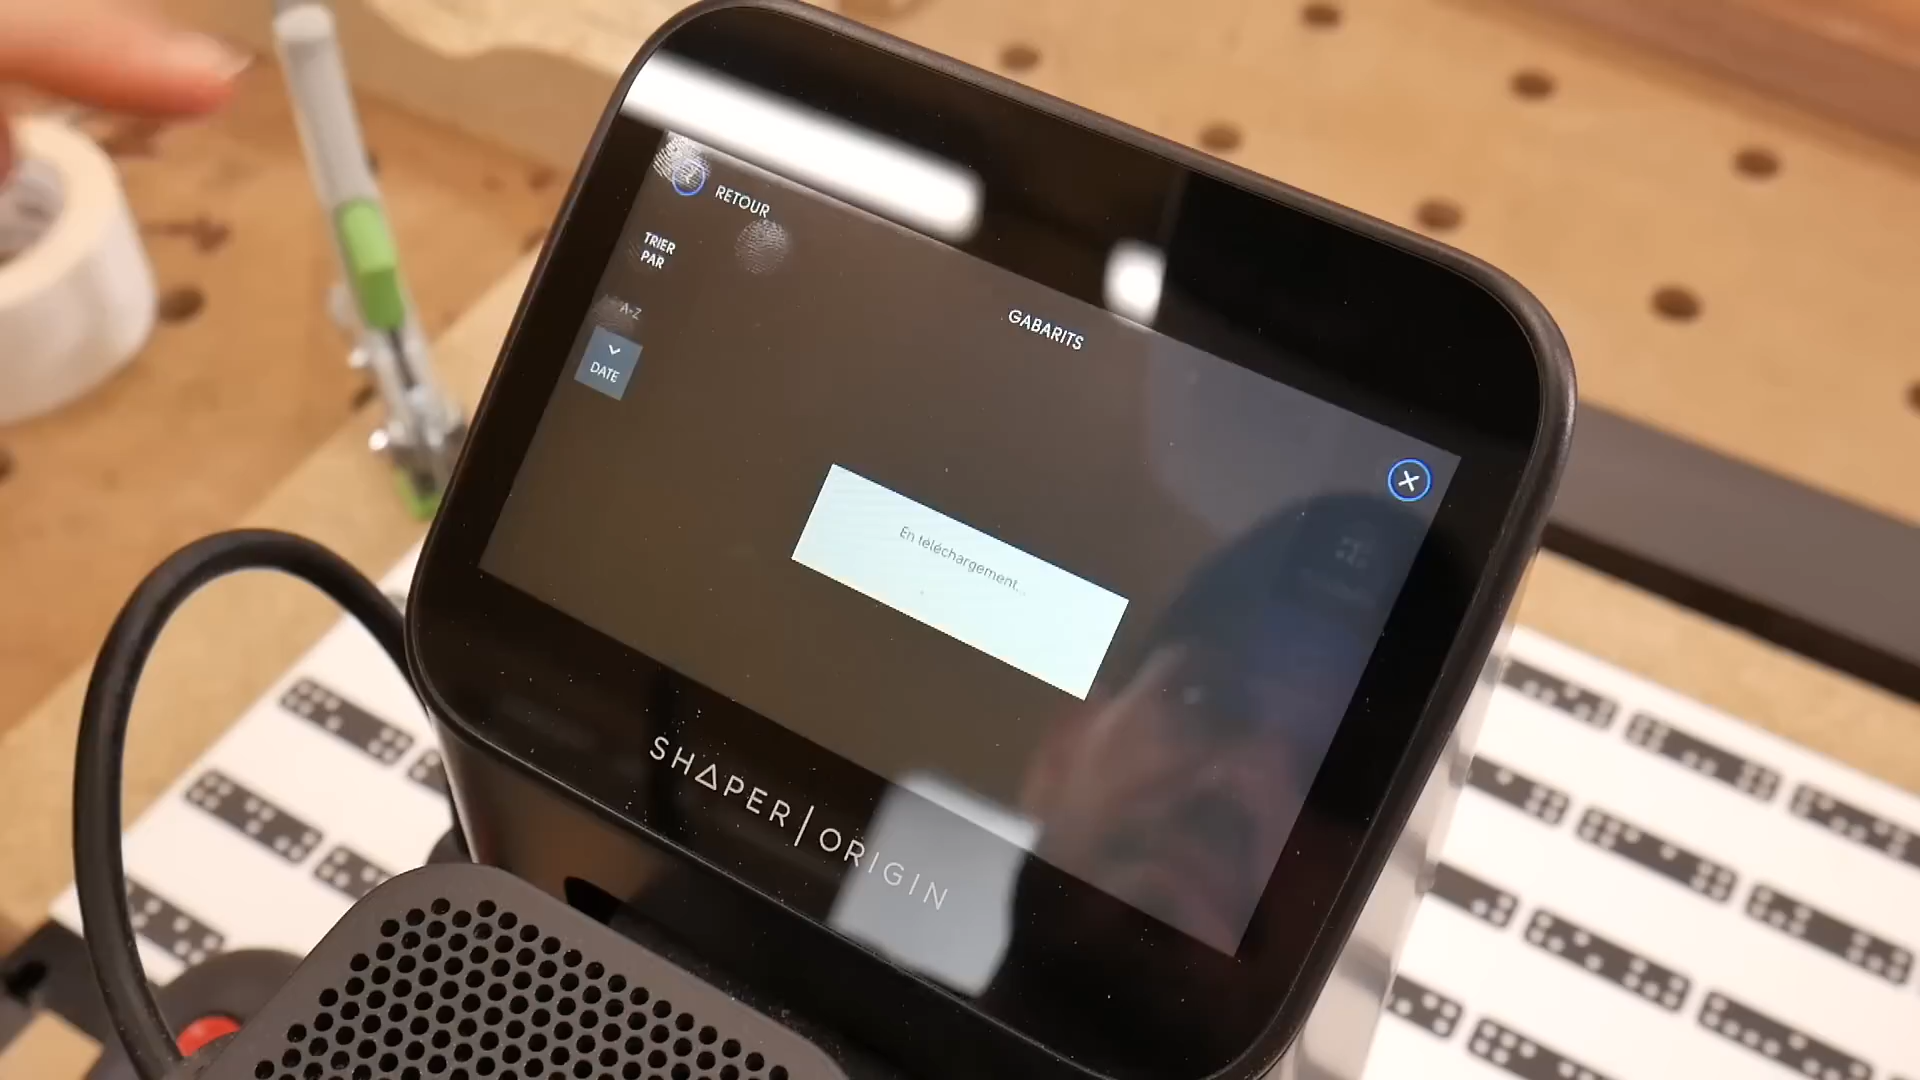 RETOUR
TRIER
PAR
A-Z
DATE
GABARITS
En téléchargement...
SHAPER|ORIGIN